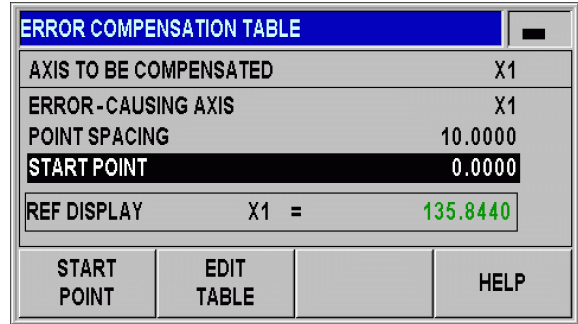 ERROR COMPENSATION TABLE
AXIS TO BE COMPENSATED X1
ERROR-CAUSING AXIS X1
POINT SPACING 10.0000
START POINT 0.0000
REF DISPLAY X1 = 135.8440
START POINT
EDIT TABLE
HELP